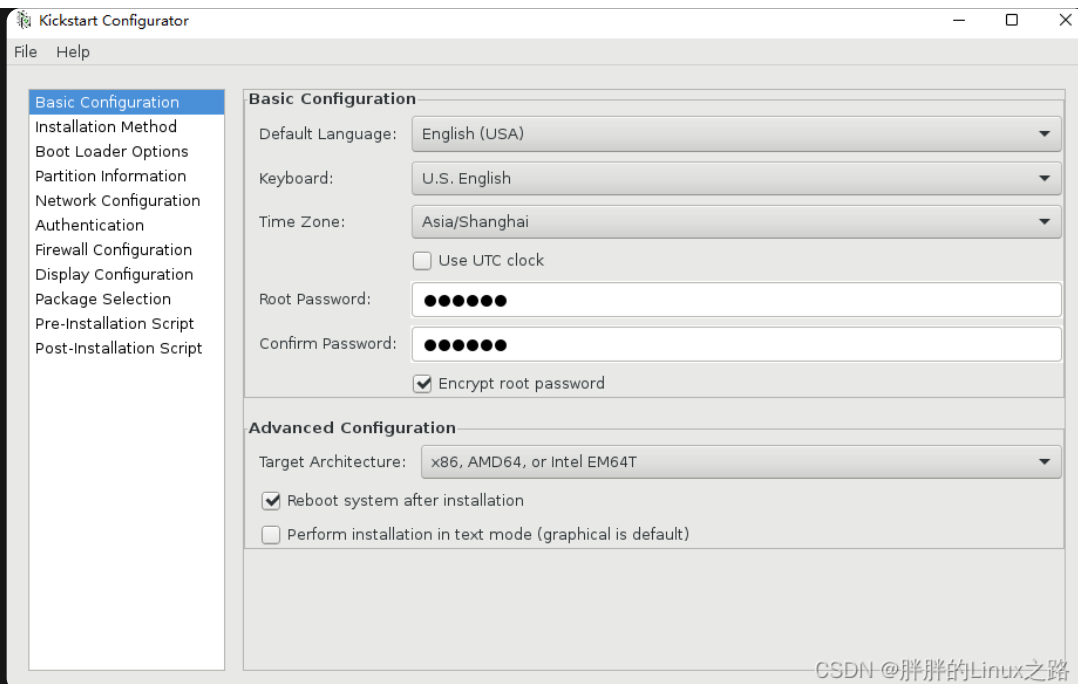 Kickstart Configurator
File Help
Basic Configuration
Installation Method
Boot Loader Options
Partition Information
Network Configuration
Authentication
Firewall Configuration
Display Configuration
Package Selection
Pre-Installation Script
Post-Installation Script
Basic Configuration
Default Language: English (USA)
Keyboard: U.S. English
Time Zone: Asia/Shanghai
Use UTC clock
Root Password: ●●●●●●
Confirm Password: ●●●●●●
Encrypt root password
Advanced Configuration
Target Architecture: x86, AMD64, or Intel EM64T
Reboot system after installation
Perform installation in text mode (graphical is default)
CSDN @胖胖的Linux之路